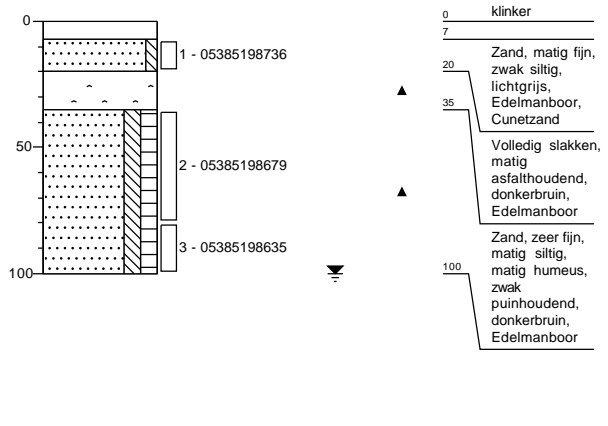 0
1 - 05385198736
50
2 - 05385198679
3 - 05385198635
100
0
klinker
7
Zand, matig fijn,
zwak siltig,
lichtgrijs,
Edelmanboor,
Cunetzand
20
35
Volledig slakken,
matig
asfalthoudend,
donkerbruin,
Edelmanboor
Zand, zeer fijn,
matig siltig,
matig humeus,
zwak
puinhoudend,
donkerbruin,
Edelmanboor
100